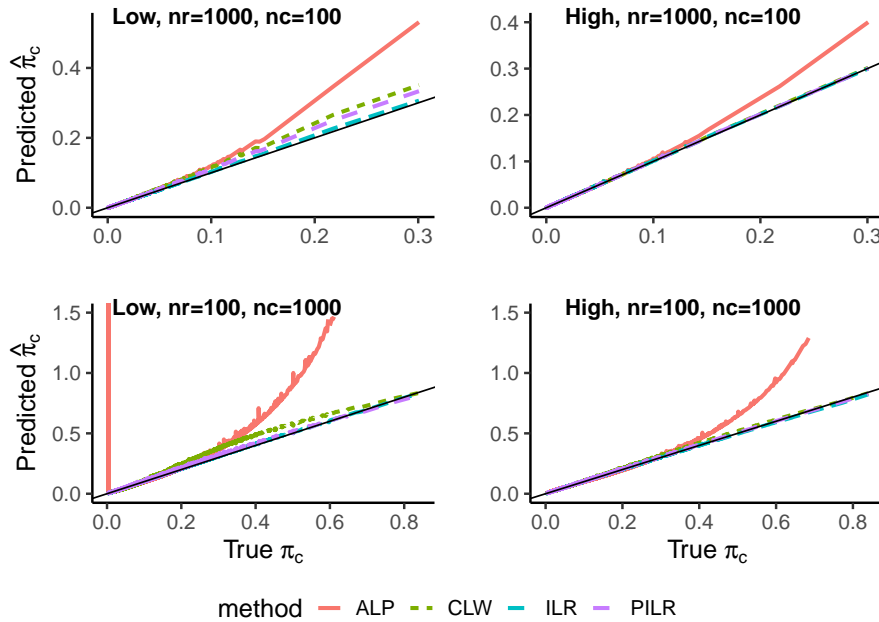 Low, nr=1000, nc=100
High, nr=1000, nc=100
Predicted π̂c
0.4
0.2
0.0
0.0 0.1 0.2 0.3
0.4
0.3
0.2
0.1
0.0
0.0 0.1 0.2 0.3
Low, nr=100, nc=1000
High, nr=100, nc=1000
Predicted π̂c
1.5
1.0
0.5
0.0
0.0 0.2 0.4 0.6 0.8
True πc
1.5
1.0
0.5
0.0
0.0 0.2 0.4 0.6 0.8
True πc
method ALP CLW ILR PILR